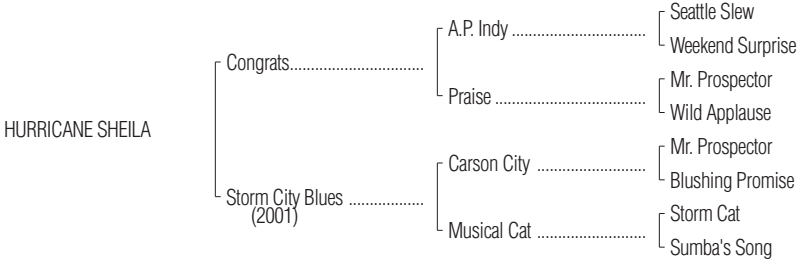 Seattle Slew
A.P. Indy
Weekend Surprise
Congrats
Mr. Prospector
Praise
Wild Applause
HURRICANE SHEILA
Mr. Prospector
Carson City
Blushing Promise
Storm City Blues
(2001)
Storm Cat
Musical Cat
Sumba's Song